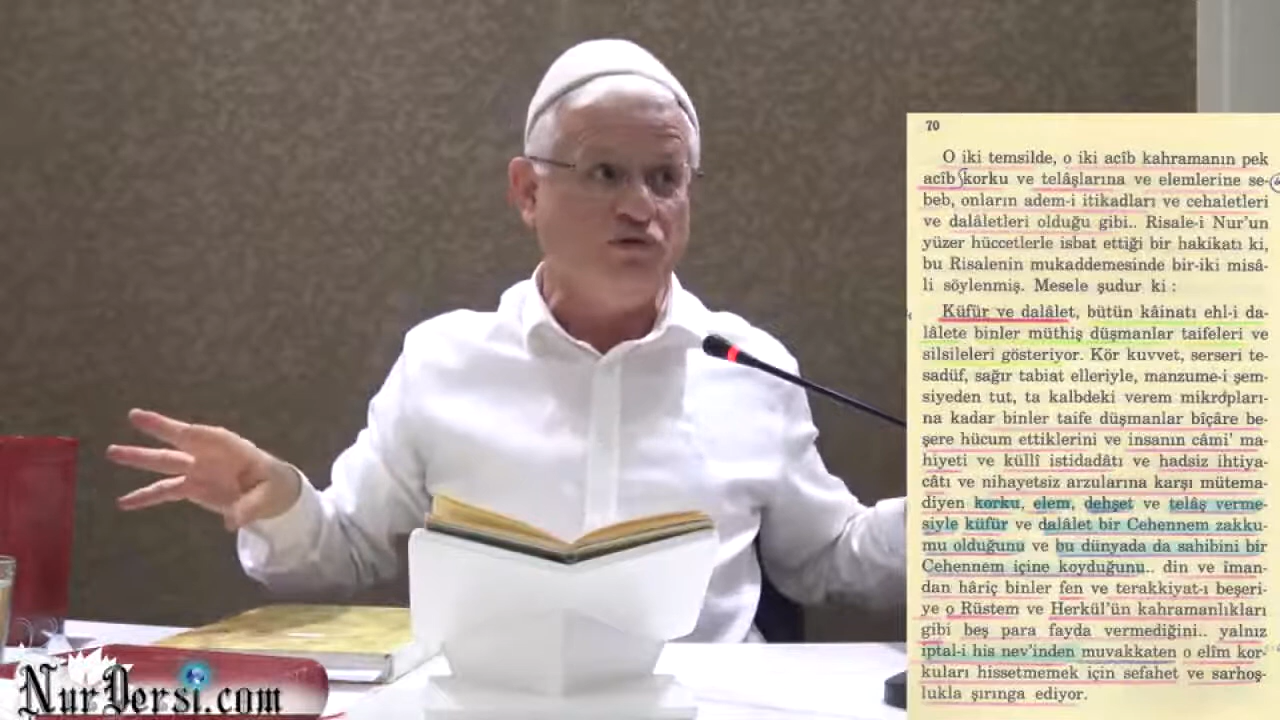 70
O iki temsilde, o iki acîb kahramanın pek
acîb korku ve telâşlarına ve elemlerine se-
beb, onların adem-i itikadları ve cehaletleri
ve dalâletleri olduğu gibi.. Risale-i Nur'un
yüzer hüccetlerle isbat ettiği bir hakikatı ki,
bu Risalenin mukaddemesinde bir-iki misâ-
li söylenmiş. Mesele şudur ki :
Küfür ve dalâlet, bütün kâinatı ehl-i da-
lâlete binler müthiş düşmanlar taifeleri ve
silsileleri gösteriyor. Kör kuvvet, serseri te-
sadüf, sağır tabiat elleriyle, manzume-i şem-
siyeden tut, ta kalbdeki verem mikropları-
na kadar binler taife düşmanlar bîçâre be-
şere hücum ettiklerini ve insanın câmi' ma-
hiyeti ve küllî istidadâtı ve hadsiz ihtiya-
câtı ve nihayetsiz arzularına karşı mütema-
diyen korku, elem, dehşet ve telâş verme-
siyle küfür ve dalâlet bir Cehennem zakku-
mu olduğunu ve bu dünyada da sahibini bir
Cehennem içine koyduğunu.. din ve îman-
dan hâriç binler fen ve terakkiyat-ı beşeri-
ye o Rüstem ve Herkül'ün kahramanlıkları
gibi beş para fayda vermediğini.. yalnız
iptal-i his nev'inden muvakkaten o elîm kor-
kuları hissetmemek için sefahet ve sarhoş-
lukla şırınga ediyor.
NurDersi.com